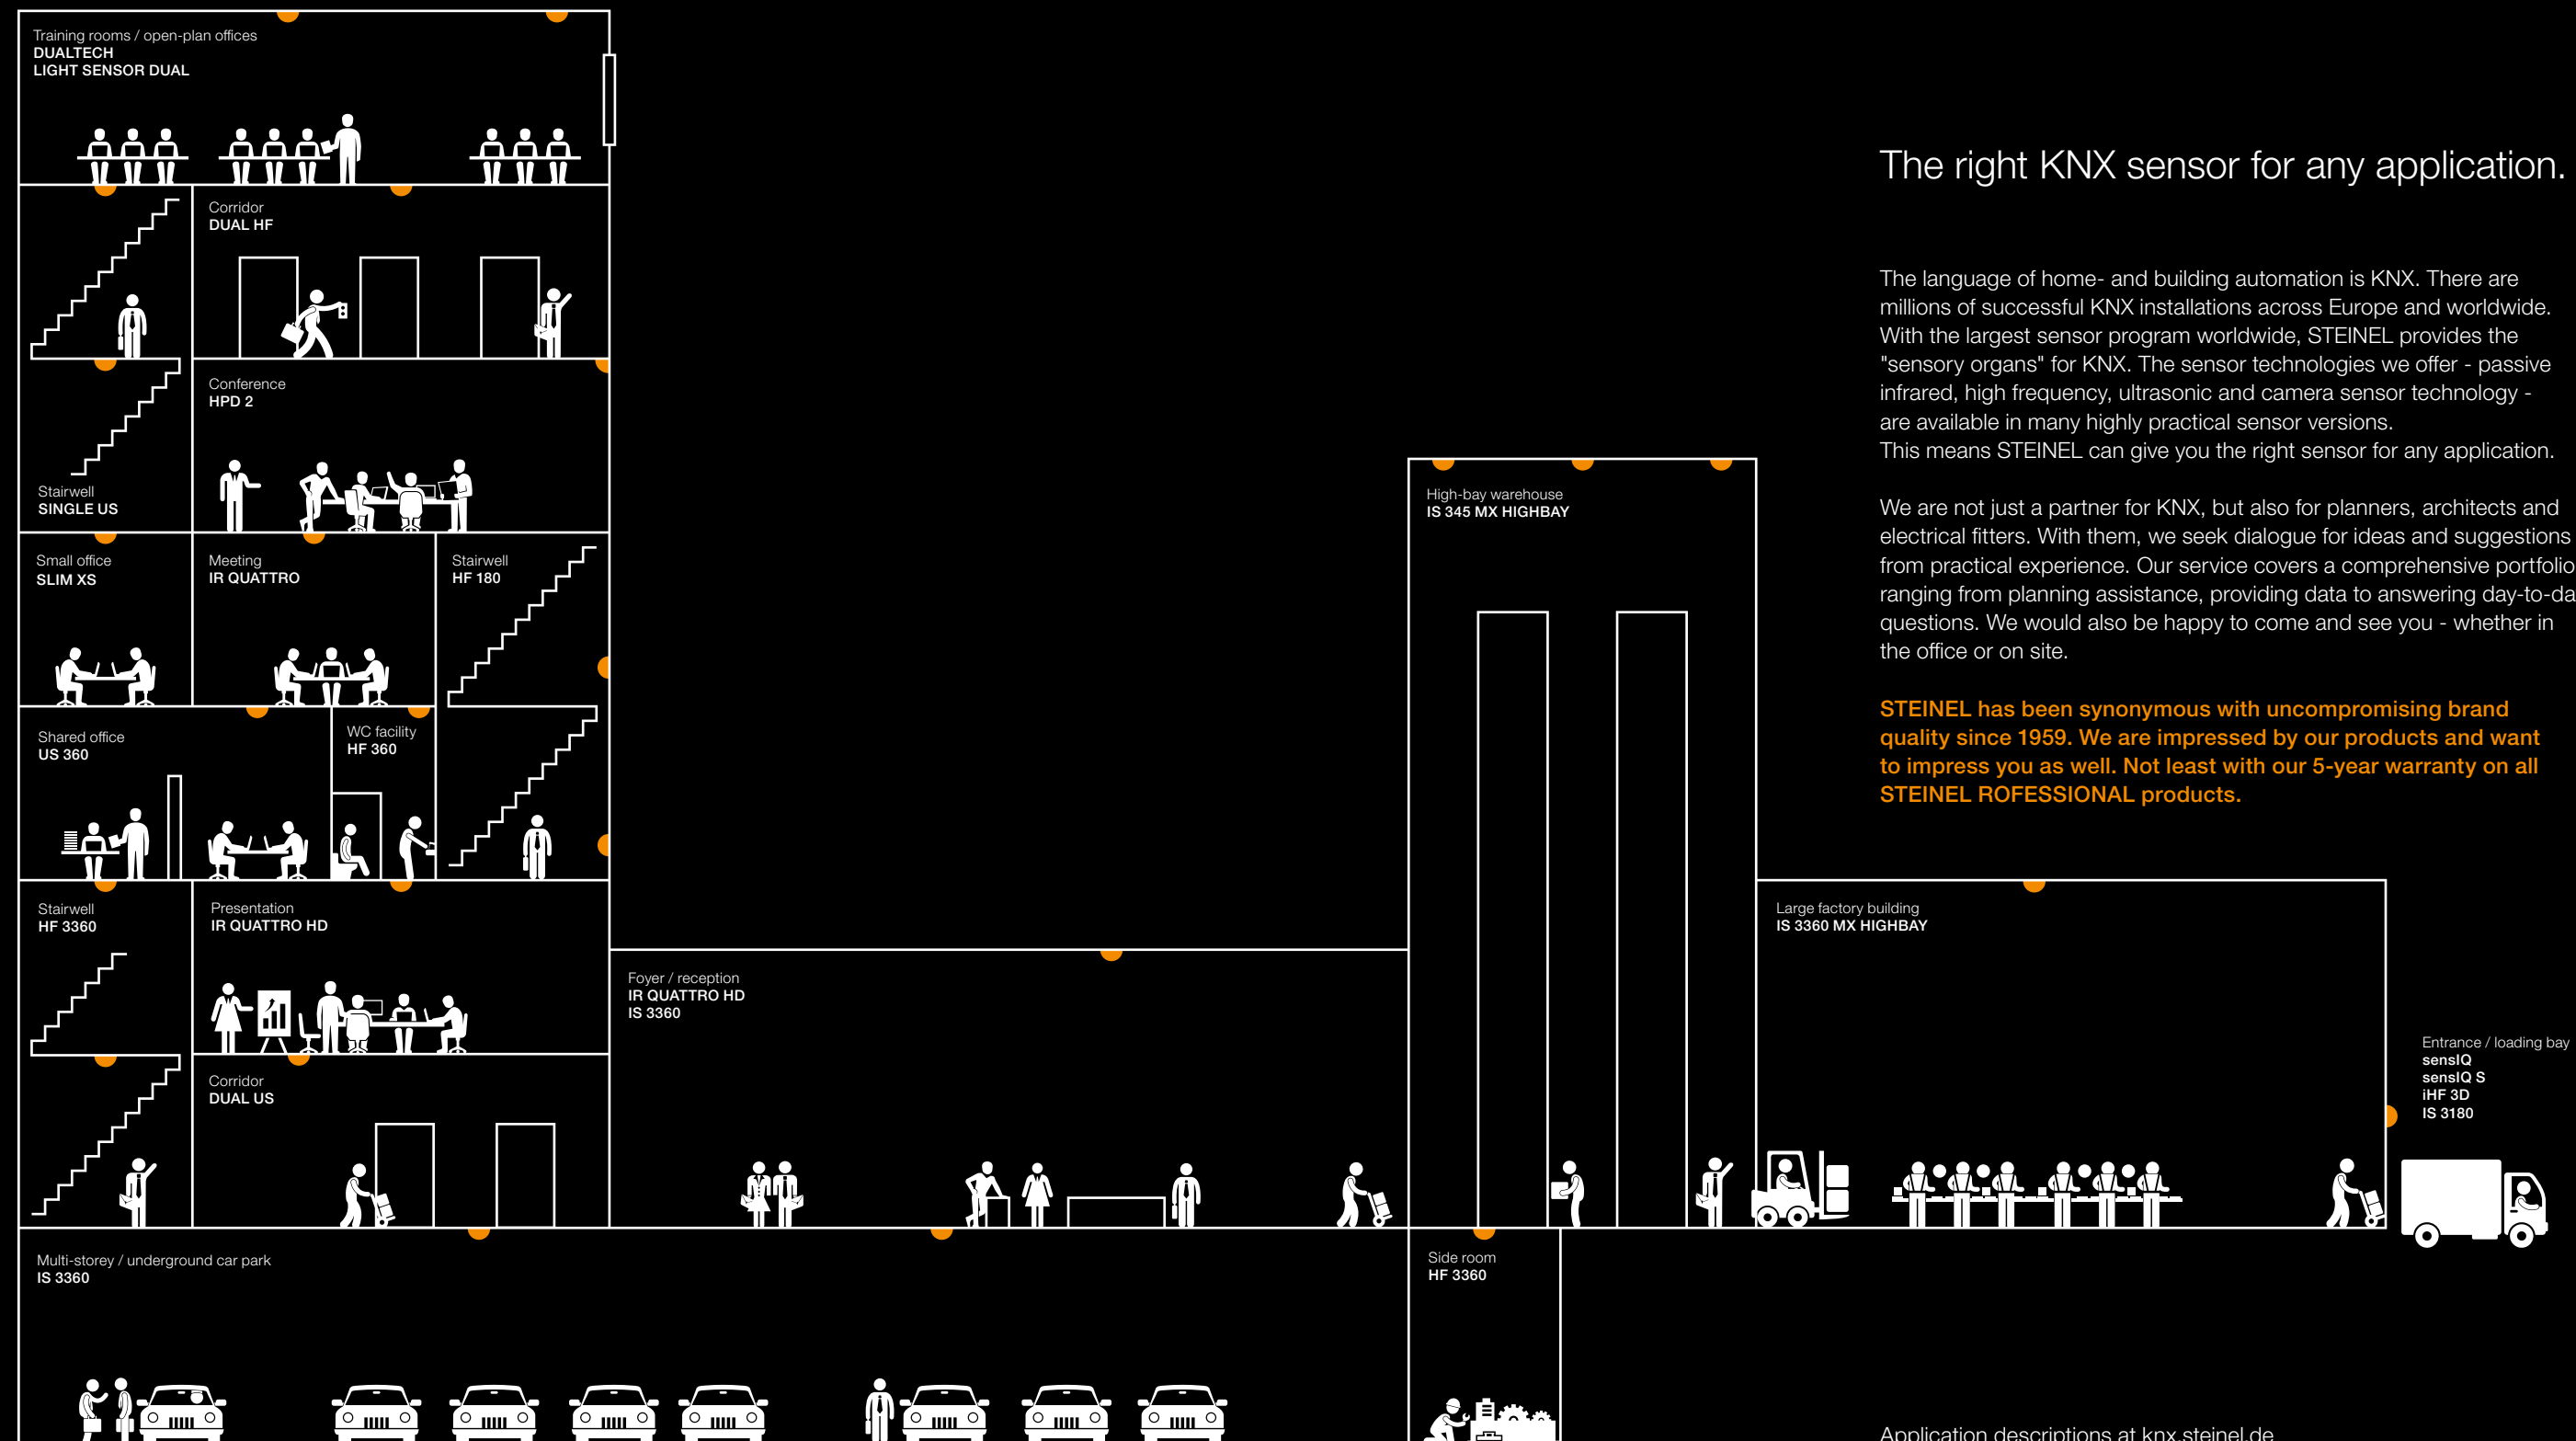 Training rooms / open-plan offices
DUALTECH
LIGHT SENSOR DUAL
Corridor
DUAL HF
Conference
HPD 2
Stairwell
SINGLE US
Small office
SLIM XS
Meeting
IR QUATTRO
Stairwell
HF 180
Shared office
US 360
WC facility
HF 360
Stairwell
HF 3360
Presentation
IR QUATTRO HD
Corridor
DUAL US
Foyer / reception
IR QUATTRO HD
IS 3360
High-bay warehouse
IS 345 MX HIGHBAY
Large factory building
IS 3360 MX HIGHBAY
Entrance / loading bay
sensIQ
sensIQ S
iHF 3D
IS 3180
Multi-storey / underground car park
IS 3360
Side room
HF 3360
The right KNX sensor for any application.
The language of home- and building automation is KNX. There are
millions of successful KNX installations across Europe and worldwide.
With the largest sensor program worldwide, STEINEL provides the
"sensory organs" for KNX. The sensor technologies we offer - passive
infrared, high frequency, ultrasonic and camera sensor technology -
are available in many highly practical sensor versions.
This means STEINEL can give you the right sensor for any application.
We are not just a partner for KNX, but also for planners, architects and
electrical fitters. With them, we seek dialogue for ideas and suggestions
from practical experience. Our service covers a comprehensive portfolio
ranging from planning assistance, providing data to answering day-to-da
questions. We would also be happy to come and see you - whether in
the office or on site.
STEINEL has been synonymous with uncompromising brand
quality since 1959. We are impressed by our products and want
to impress you as well. Not least with our 5-year warranty on all
STEINEL ROFESSIONAL products.
Application descriptions at knx.steinel.de